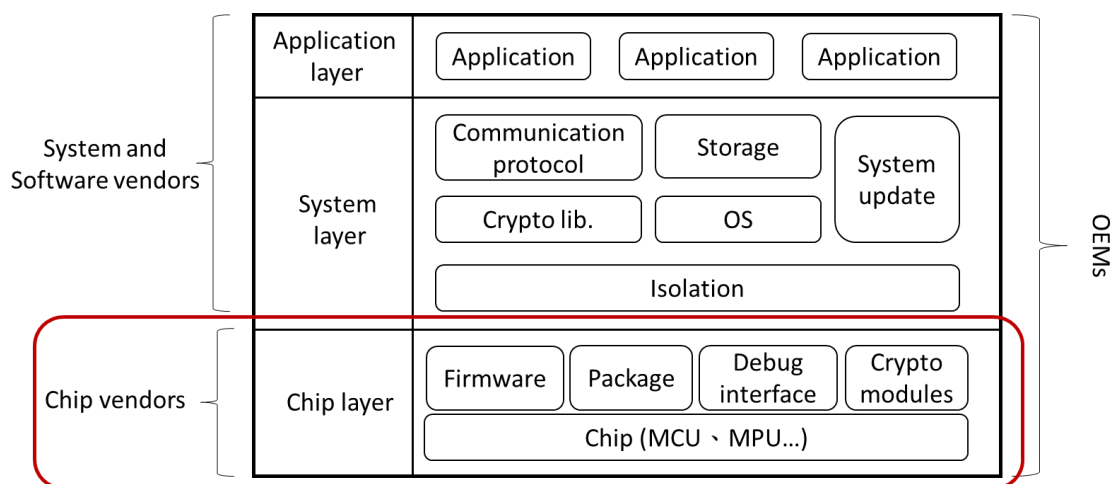 Application
layer
Application
Application
Application
System and
Software vendors
System
layer
Communication
protocol
Storage
System
update
Crypto lib.
OS
Isolation
OEMs
Chip vendors
Chip layer
Firmware
Package
Debug
interface
Crypto
modules
Chip (MCU、MPU...)